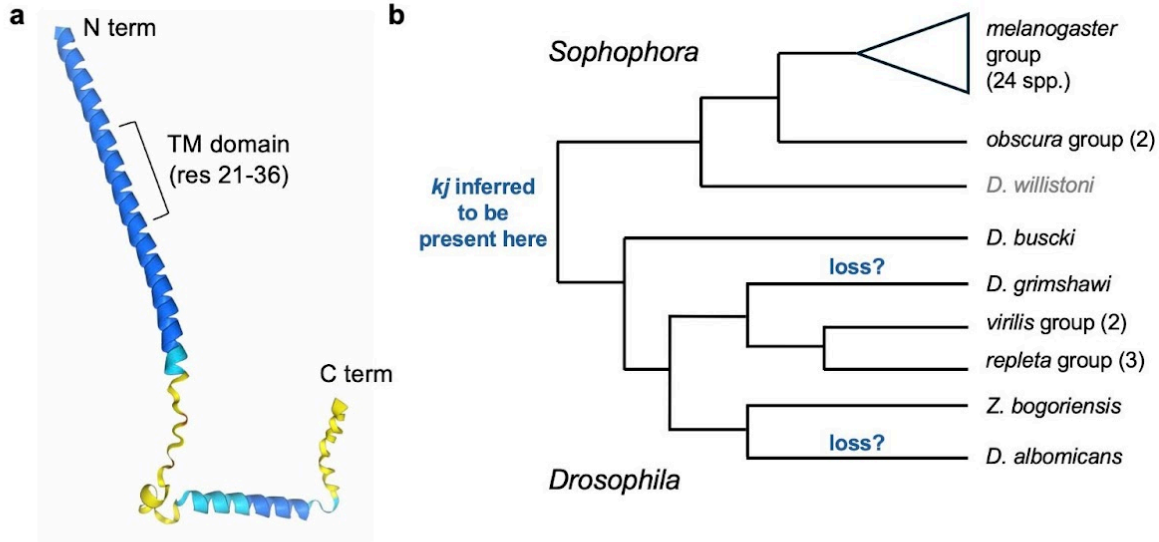 a
N term
TM domain
(res 21-36)
C term
b
Sophophora
melanogaster
group
(24 spp.)
obscura group (2)
D. willistoni
kj inferred
to be
present here
D. buscki
loss?
D. grimshawi
virilis group (2)
repleta group (3)
Z. bogoriensis
loss?
D. albomicans
Drosophila